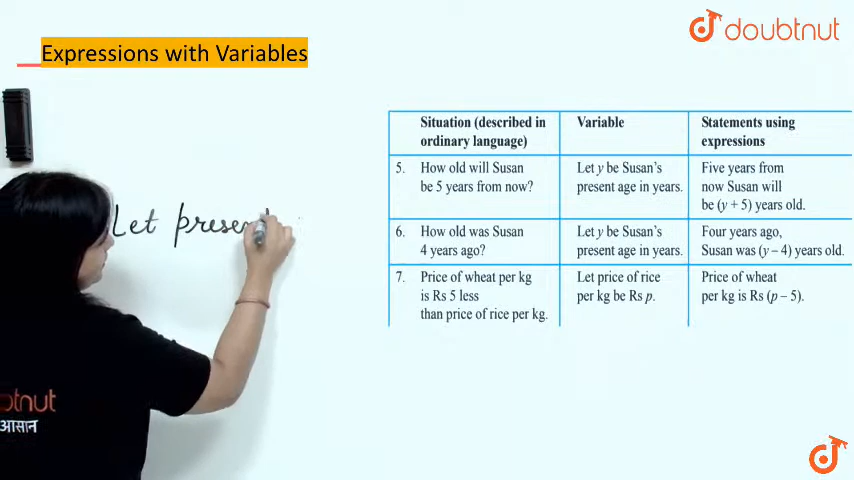 Expressions with Variables
doubtnut
Situation (described in
ordinary language)
Variable
Statements using
expressions
5. How old will Susan
be 5 years from now?
Let y be Susan's
present age in years.
Five years from
now Susan will
be (y + 5) years old.
6. How old was Susan
4 years ago?
Let y be Susan's
present age in years.
Four years ago,
Susan was (y – 4) years old.
7. Price of wheat per kg
is Rs 5 less
than price of rice per kg.
Let price of rice
per kg be Rs p.
Price of wheat
per kg is Rs (p – 5).
Let present
ubtnut
आसान